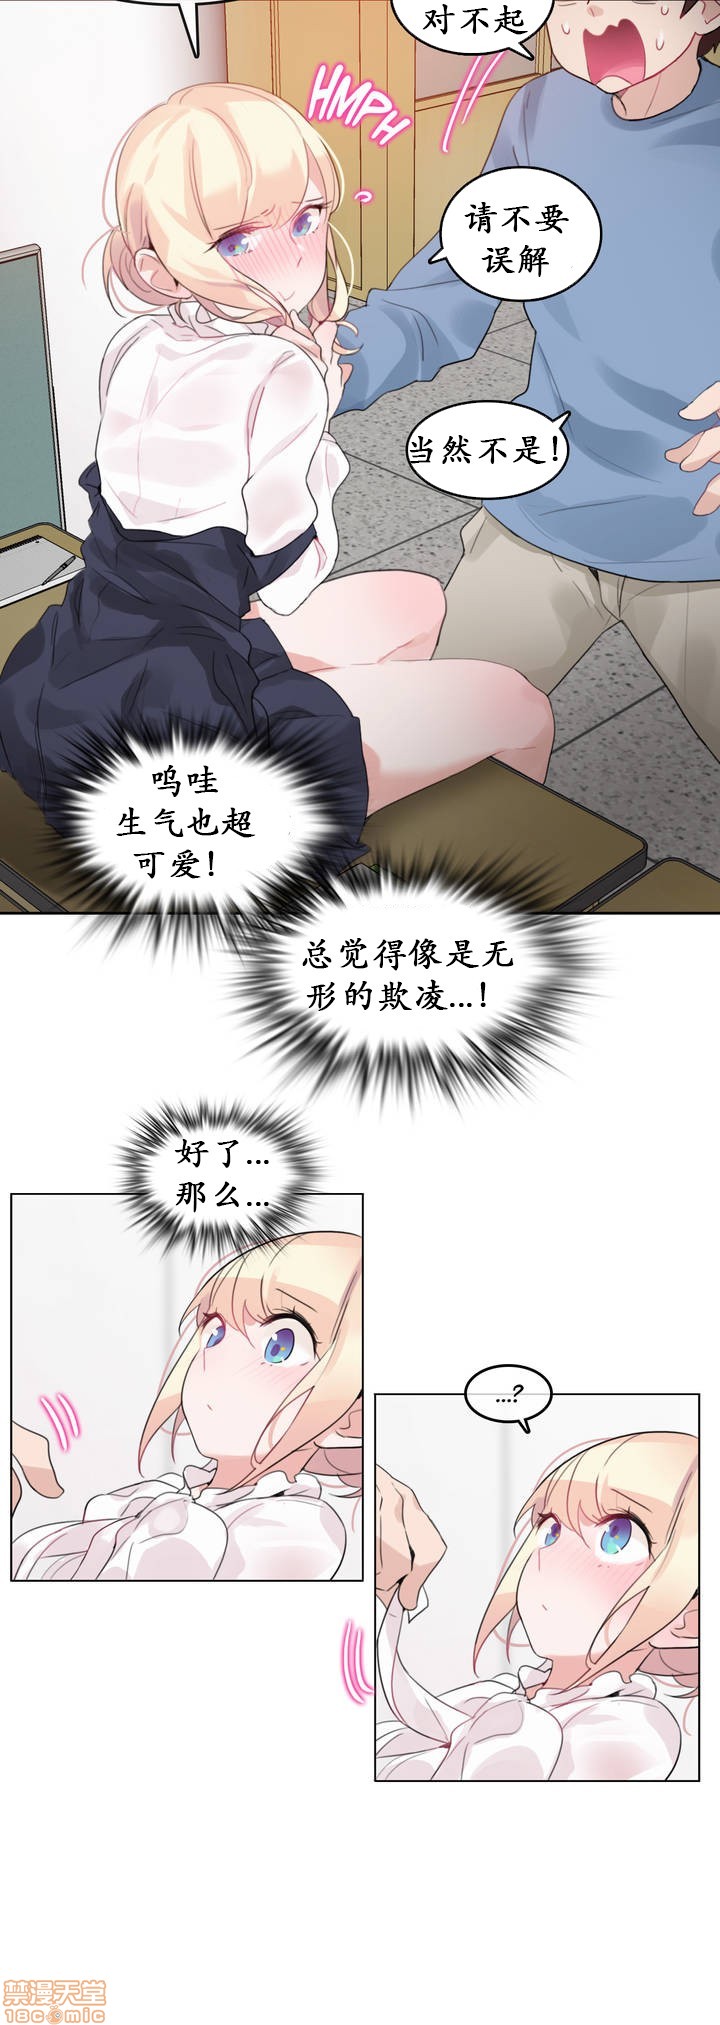 对不起
HMPH
请不要
误解
当然不是!
呜哇
生气也超
可爱!
总觉得像是无
形的欺凌...!
好了...
那么...
...?
禁漫天堂
18comic